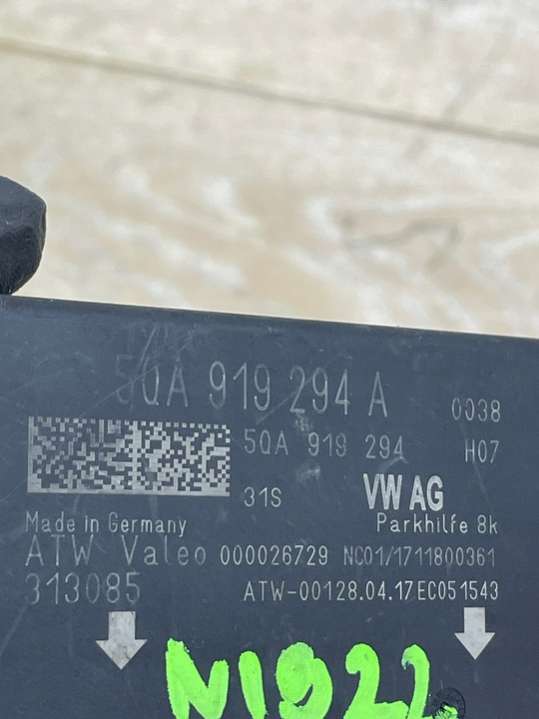 5QA 919 294 A 0038
5QA 919 294 H07
31S VW AG
Made in Germany Parkhilfe 8k
ATW Valeo 000026729 NC01/1711800361
313085 ATW-00128.04.17EC051543
N1922